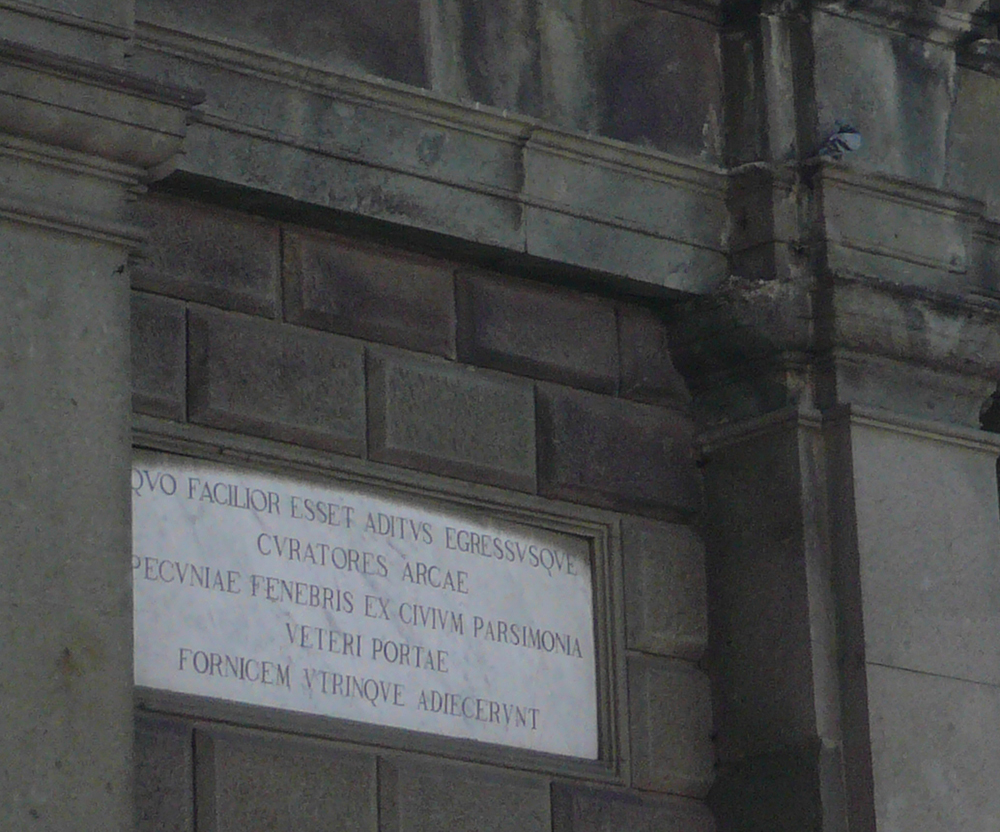 QVO FACILIOR ESSET ADITVS EGRESSVSQVE
CVRATORES ARCAE
PECVNIAE FENEBRIS EX CIVIVM PARSIMONIA
VETERI PORTAE
FORNICEM VTRINQVE ADIECERVNT